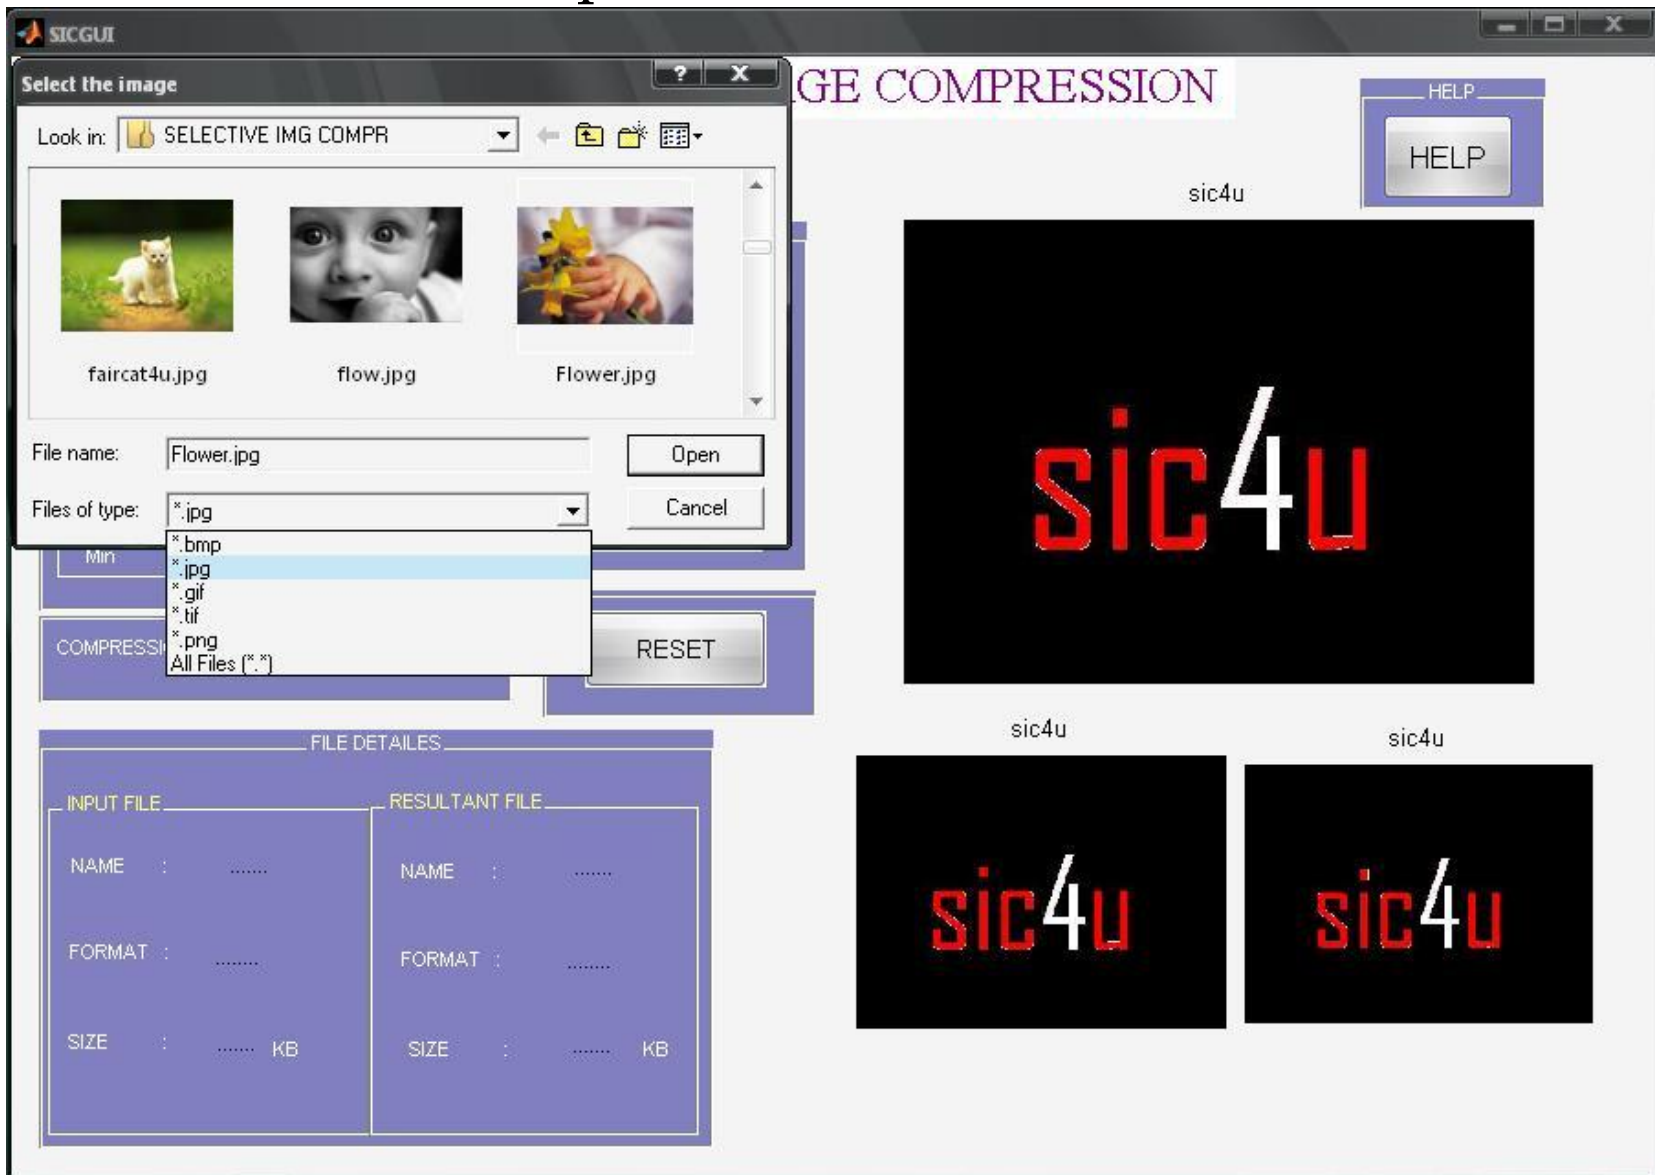 SICGUI
Select the image
? X
GE COMPRESSION
HELP
HELP
Look in: SELECTIVE IMG COMPR
sic4u
faircat4u.jpg flow.jpg Flower.jpg
File name: Flower.jpg Open
Files of type: *.jpg Cancel
*.bmp
*.jpg
*.gif
*.tif
*.png
All Files (*.*)
Min
COMPRESSI
RESET
sic4u
sic4u
sic4u
FILE DETAILES
INPUT FILE
NAME : .......
FORMAT : ........
SIZE : ....... KB
RESULTANT FILE
NAME : .......
FORMAT : ........
SIZE : ....... KB
sic4u
sic4u